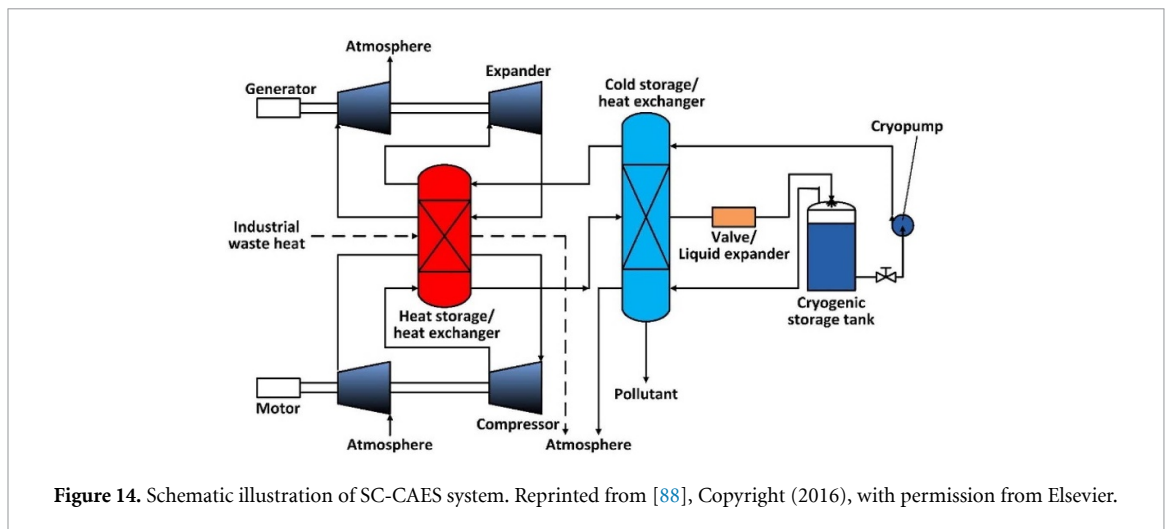 Atmosphere
Expander
Generator
Cold storage/
heat exchanger
Cryopump
Industrial
waste heat
Valve/
Liquid expander
Heat storage/
heat exchanger
Cryogenic
storage tank
Pollutant
Motor
Compressor
Atmosphere
Atmosphere
Figure 14. Schematic illustration of SC-CAES system. Reprinted from [88], Copyright (2016), with permission from Elsevier.